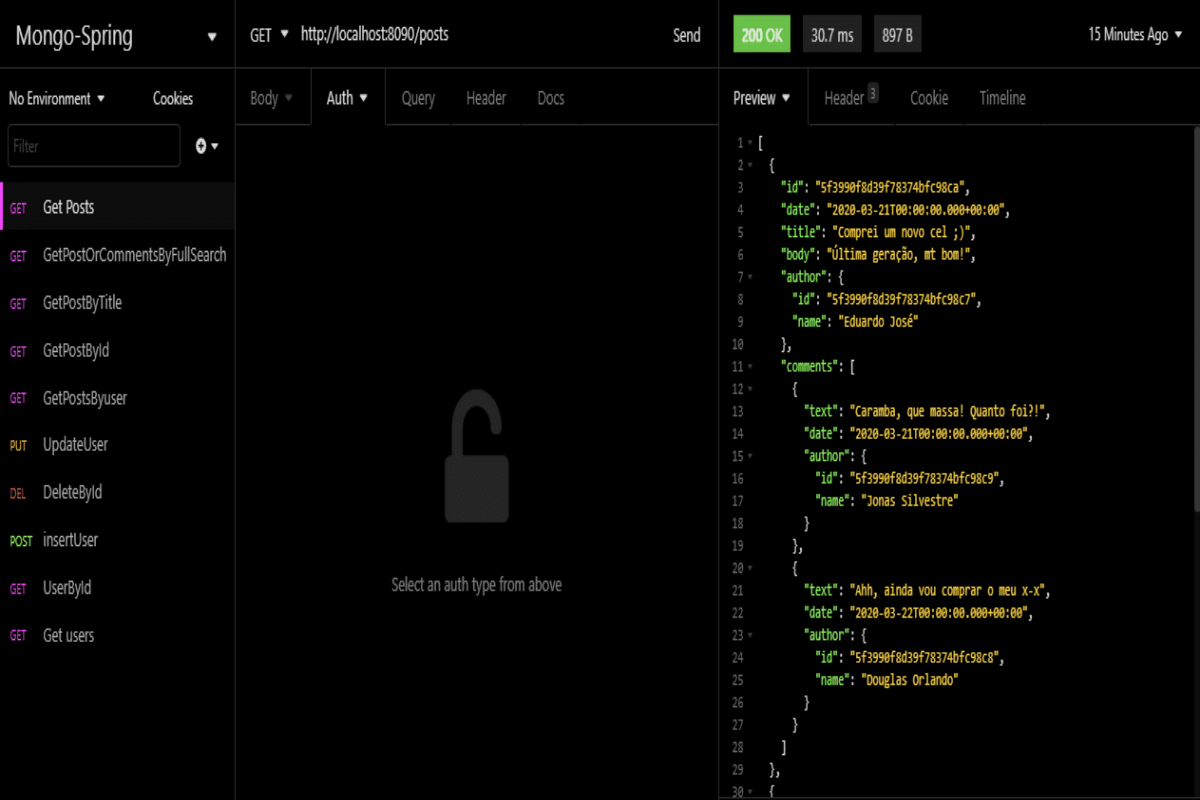 Mongo-Spring
No Environment
Cookies
Filter
GET Get Posts
GET GetPostOrCommentsByFullSearch
GET GetPostByTitle
GET GetPostById
GET GetPostsByuser
PUT UpdateUser
DEL DeleteById
POST insertUser
GET UserById
GET Get users
GET http://localhost:8090/posts Send
Body Auth Query Header Docs
Select an auth type from above
200 OK 30.7 ms 897 B 15 Minutes Ago
Preview Header 3 Cookie Timeline
1 [
2 {
3 "id": "5f3990f8d39f78374bfc98ca",
4 "date": "2020-03-21T00:00:00.000+00:00",
5 "title": "Comprei um novo cel ;)",
6 "body": "Última geração, mt bom!",
7 "author": {
8 "id": "5f3990f8d39f78374bfc98c7",
9 "name": "Eduardo José"
10 },
11 "comments": [
12 {
13 "text": "Caramba, que massa! Quanto foi?!",
14 "date": "2020-03-21T00:00:00.000+00:00",
15 "author": {
16 "id": "5f3990f8d39f78374bfc98c9",
17 "name": "Jonas Silvestre"
18 }
19 },
20 {
21 "text": "Ahh, ainda vou comprar o meu x-x",
22 "date": "2020-03-22T00:00:00.000+00:00",
23 "author": {
24 "id": "5f3990f8d39f78374bfc98c8",
25 "name": "Douglas Orlando"
26 }
27 }
28 ]
29 },
30 {